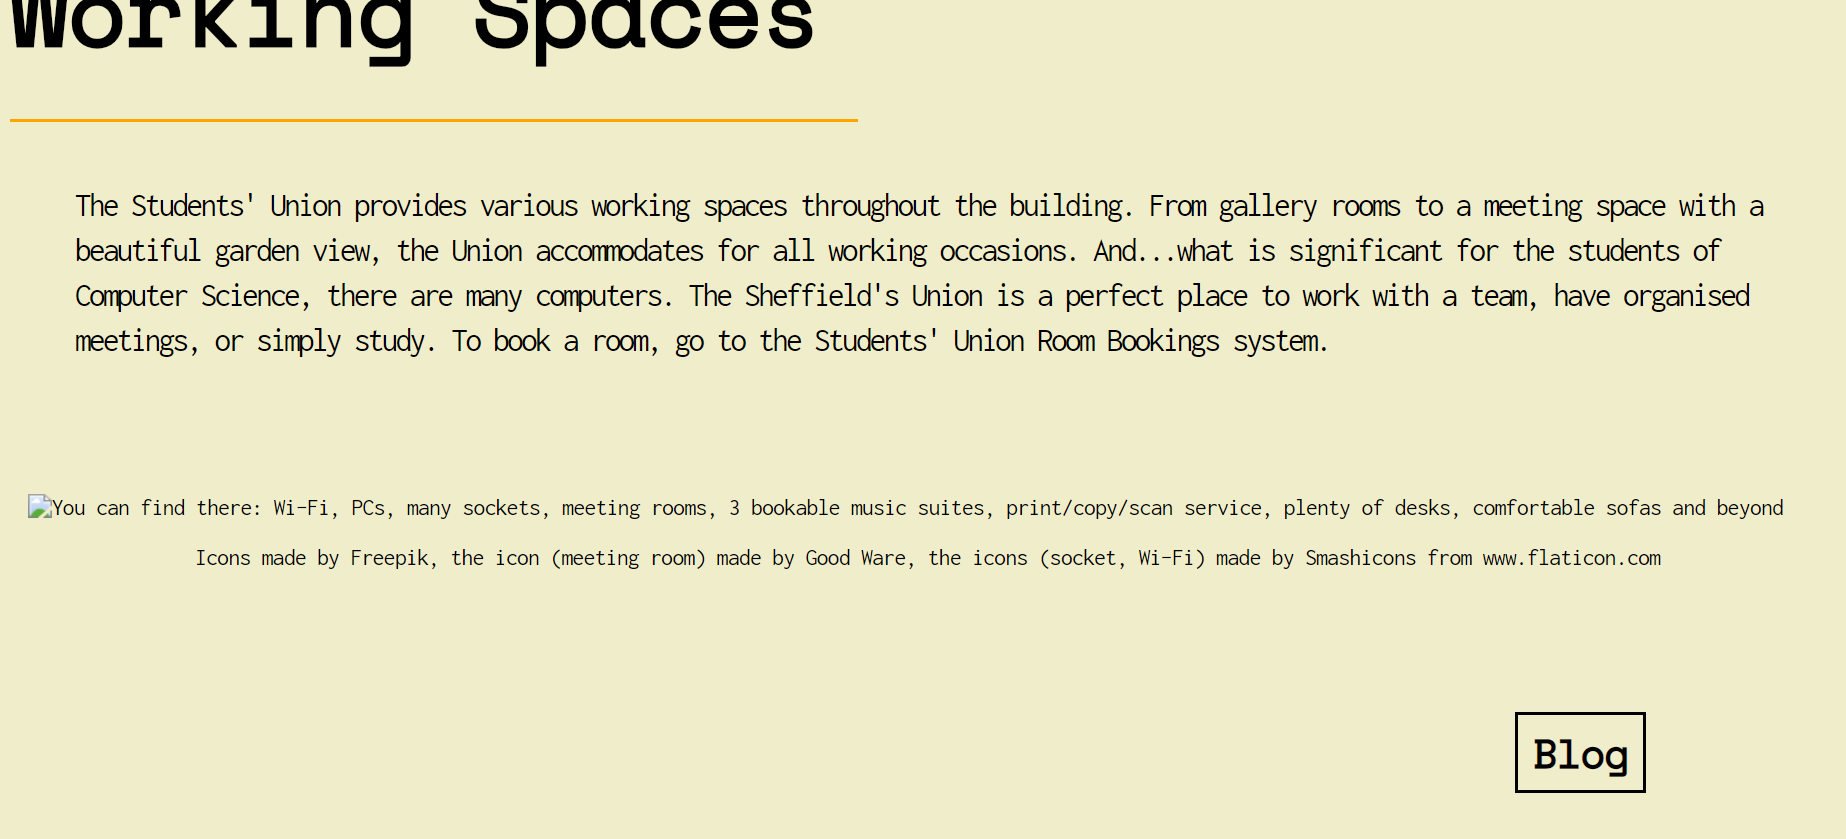 Working Spaces
The Students' Union provides various working spaces throughout the building. From gallery rooms to a meeting space with a
beautiful garden view, the Union accommodates for all working occasions. And...what is significant for the students of
Computer Science, there are many computers. The Sheffield's Union is a perfect place to work with a team, have organised
meetings, or simply study. To book a room, go to the Students' Union Room Bookings system.
You can find there: Wi-Fi, PCs, many sockets, meeting rooms, 3 bookable music suites, print/copy/scan service, plenty of desks, comfortable sofas and beyond
Icons made by Freepik, the icon (meeting room) made by Good Ware, the icons (socket, Wi-Fi) made by Smashicons from www.flaticon.com
Blog